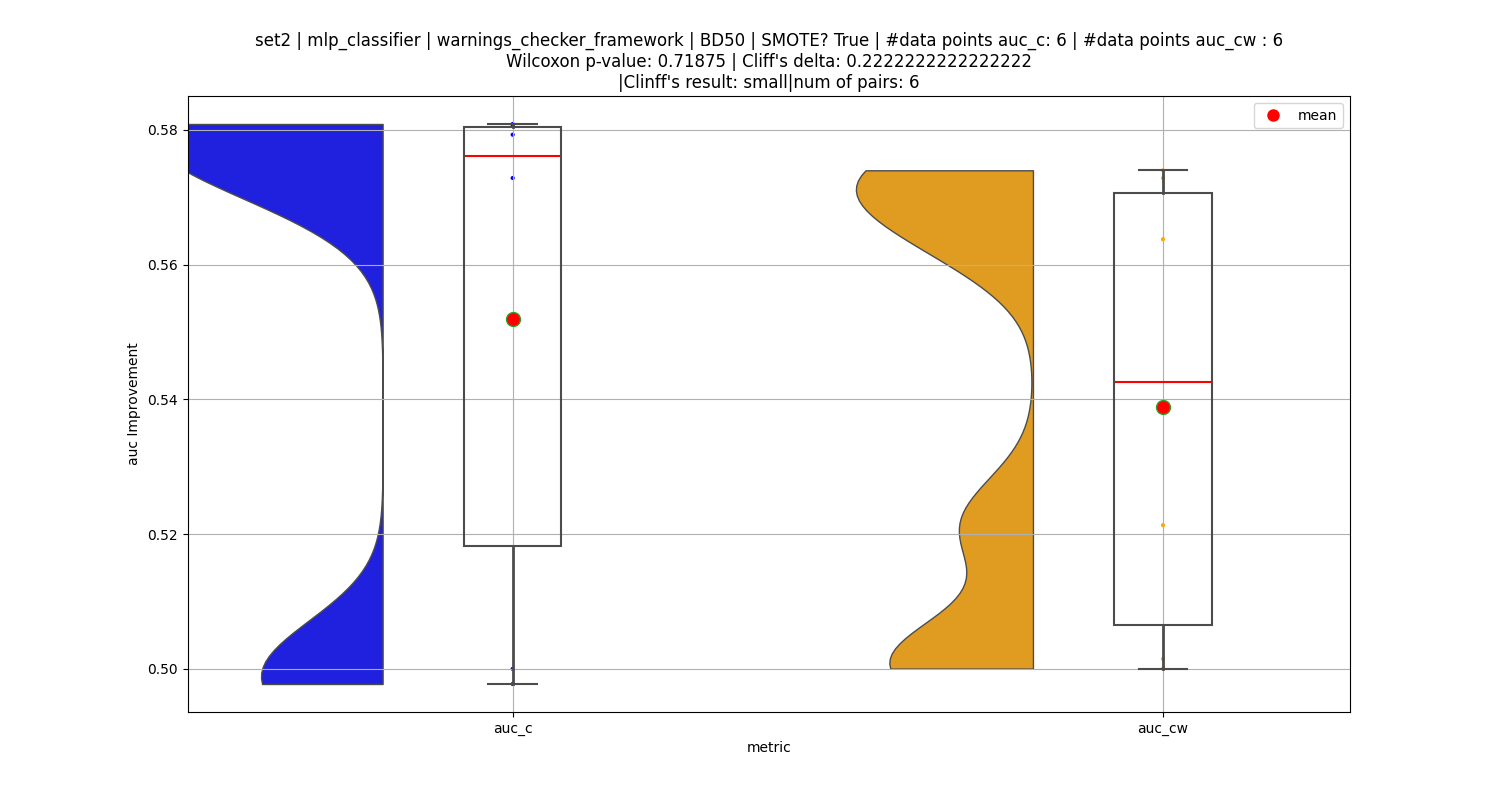 set2 | mlp_classifier | warnings_checker_framework | BD50 | SMOTE? True | #data points auc_c: 6 | #data points auc_cw : 6
Wilcoxon p-value: 0.71875 | Cliff's delta: 0.2222222222222222
|Clinff's result: small|num of pairs: 6
mean
0.58
0.56
0.54
0.52
0.50
auc Improvement
auc_c
auc_cw
metric